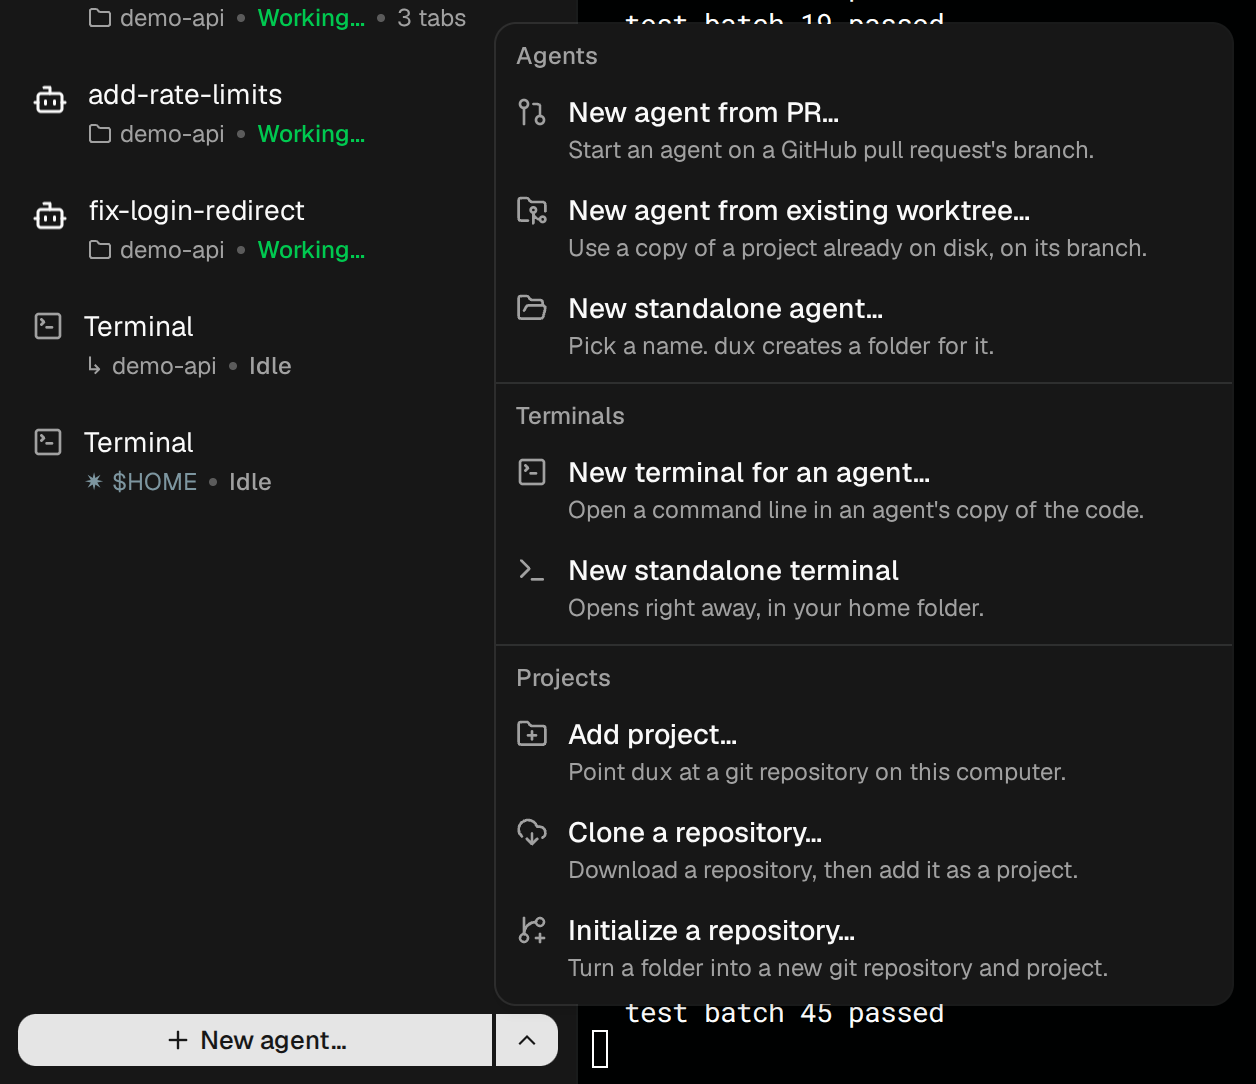 demo-api • Working... • 3 tabs
add-rate-limits
demo-api • Working...
fix-login-redirect
demo-api • Working...
Terminal
↳ demo-api • Idle
Terminal
✷ $HOME • Idle
+ New agent...
test batch 19 passed
Agents
New agent from PR...
Start an agent on a GitHub pull request's branch.
New agent from existing worktree...
Use a copy of a project already on disk, on its branch.
New standalone agent...
Pick a name. dux creates a folder for it.
Terminals
New terminal for an agent...
Open a command line in an agent's copy of the code.
New standalone terminal
Opens right away, in your home folder.
Projects
Add project...
Point dux at a git repository on this computer.
Clone a repository...
Download a repository, then add it as a project.
Initialize a repository...
Turn a folder into a new git repository and project.
test batch 45 passed